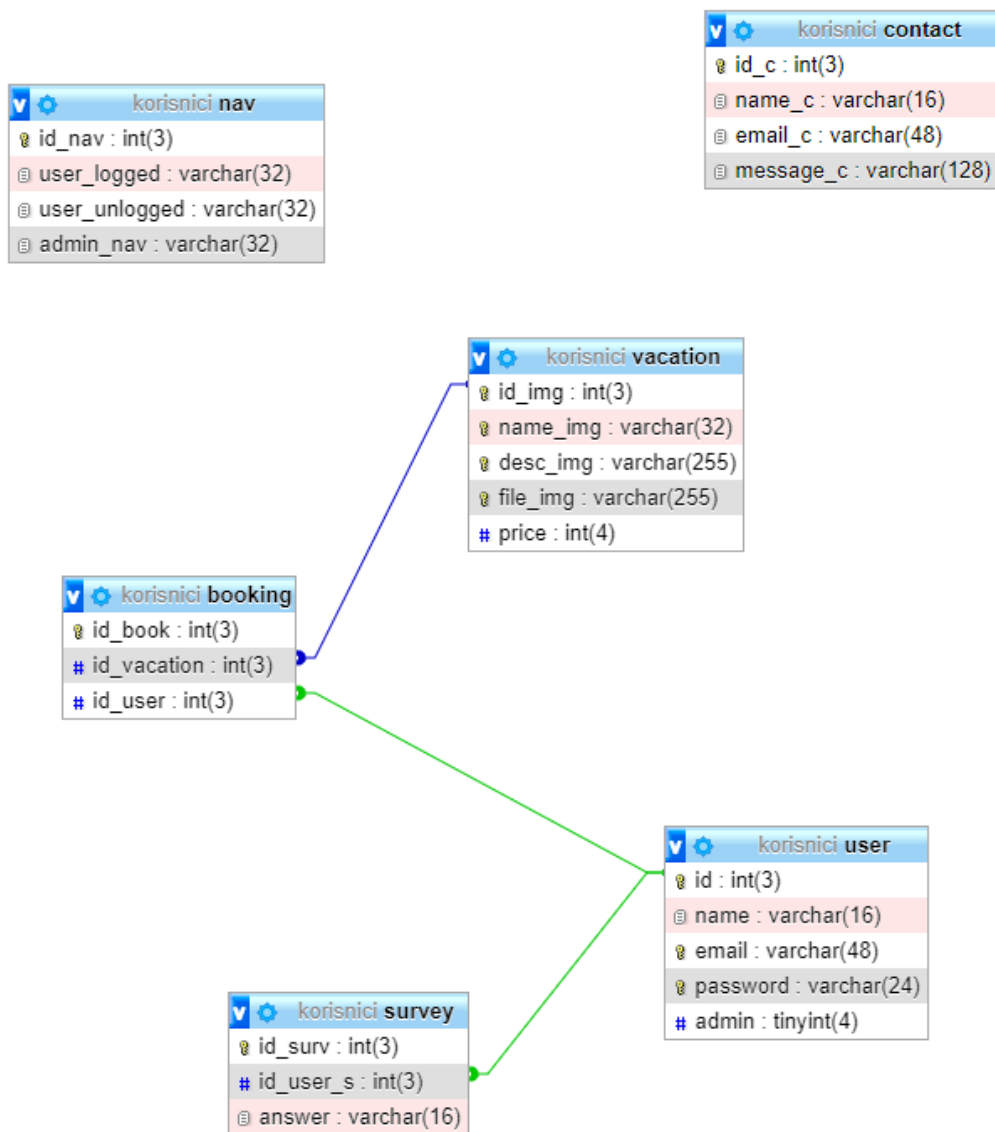 korisnici contact
id_c : int(3)
name_c : varchar(16)
email_c : varchar(48)
message_c : varchar(128)
korisnici nav
id_nav : int(3)
user_logged : varchar(32)
user_unlogged : varchar(32)
admin_nav : varchar(32)
korisnici vacation
id_img : int(3)
name_img : varchar(32)
desc_img : varchar(255)
file_img : varchar(255)
# price : int(4)
korisnici booking
id_book : int(3)
# id_vacation : int(3)
# id_user : int(3)
korisnici user
id : int(3)
name : varchar(16)
email : varchar(48)
password : varchar(24)
# admin : tinyint(4)
korisnici survey
id_surv : int(3)
# id_user_s : int(3)
answer : varchar(16)